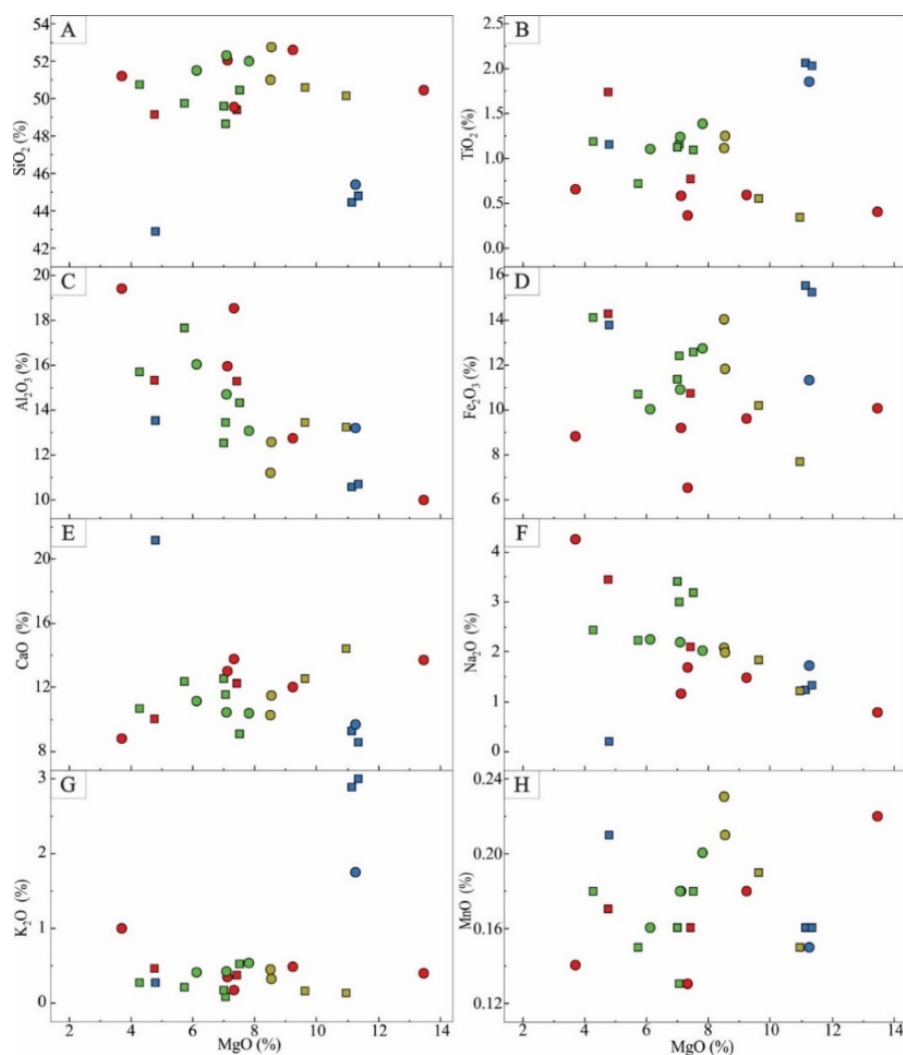 A
54
52
50
48
46
44
42
SiO₂ (%)
B
2.5
2.0
1.5
1.0
0.5
0.0
TiO₂ (%)
C
20
18
16
14
12
10
Al₂O₃ (%)
D
16
14
12
10
8
6
Fe₂O₃ (%)
E
20
16
12
8
CaO (%)
F
4
3
2
1
0
Na₂O (%)
G
3
2
1
0
K₂O (%)
2 4 6 8 10 12 14
MgO (%)
H
0.24
0.20
0.16
0.12
MnO (%)
2 4 6 8 10 12 14
MgO (%)